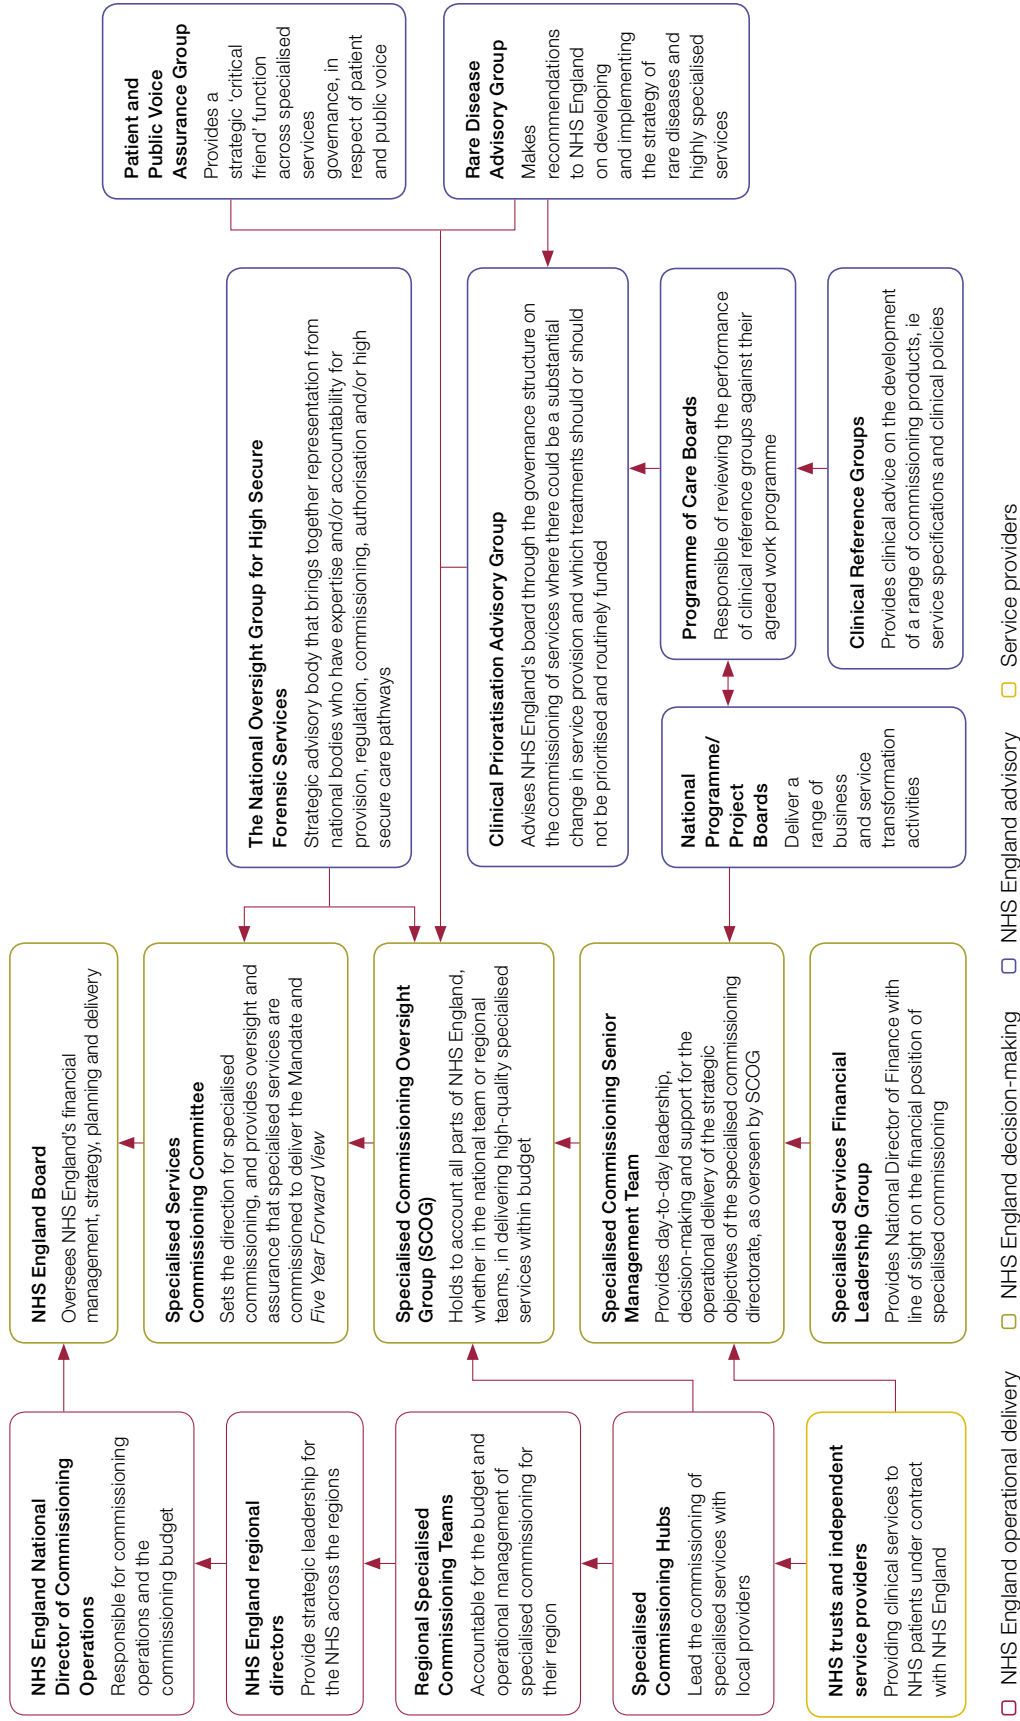 NHS England National
Director of Commissioning
Operations
Responsible for commissioning
operations and the
commissioning budget
NHS England regional
directors
Provide strategic leadership for
the NHS across the regions
Regional Specialised
Commissioning Teams
Accountable for the budget and
operational management of
specialised commissioning for
their region
Specialised
Commissioning Hubs
Lead the commissioning of
specialised services with
local providers
NHS trusts and independent
service providers
Providing clinical services to
NHS patients under contract
with NHS England
NHS England Board
Oversees NHS England's financial
management, strategy, planning and delivery
Specialised Services
Commissioning Committee
Sets the direction for specialised
commissioning, and provides oversight and
assurance that specialised services are
commissioned to deliver the Mandate and
Five Year Forward View
Specialised Commissioning Oversight
Group (SCOG)
Holds to account all parts of NHS England,
whether in the national team or regional
teams, in delivering high-quality specialised
services within budget
Specialised Commissioning Senior
Management Team
Provides day-to-day leadership,
decision-making and support for the
operational delivery of the strategic
objectives of the specialised commissioning
directorate, as overseen by SCOG
Specialised Services Financial
Leadership Group
Provides National Director of Finance with
line of sight on the financial position of
specialised commissioning
The National Oversight Group for High Secure
Forensic Services
Strategic advisory body that brings together representation from
national bodies who have expertise and/or accountability for
provision, regulation, commissioning, authorisation and/or high
secure care pathways
Clinical Prioratisation Advisory Group
Advises NHS England's board through the governance structure on
the commissioning of services where there could be a substantial
change in service provision and which treatments should or should
not be prioritised and routinely funded
National
Programme/
Project
Boards
Deliver a
range of
business
and service
transformation
activities
Programme of Care Boards
Responsible of reviewing the performance
of clinical reference groups against their
agreed work programme
Clinical Reference Groups
Provides clinical advice on the development
of a range of commissioning products, ie
service specifications and clinical policies
Patient and
Public Voice
Assurance Group
Provides a
strategic 'critical
friend' function
across specialised
services
governance, in
respect of patient
and public voice
Rare Disease
Advisory Group
Makes
recommendations
to NHS England
on developing
and implementing
the strategy of
rare diseases and
highly specialised
services
NHS England operational delivery
NHS England decision-making
NHS England advisory
Service providers